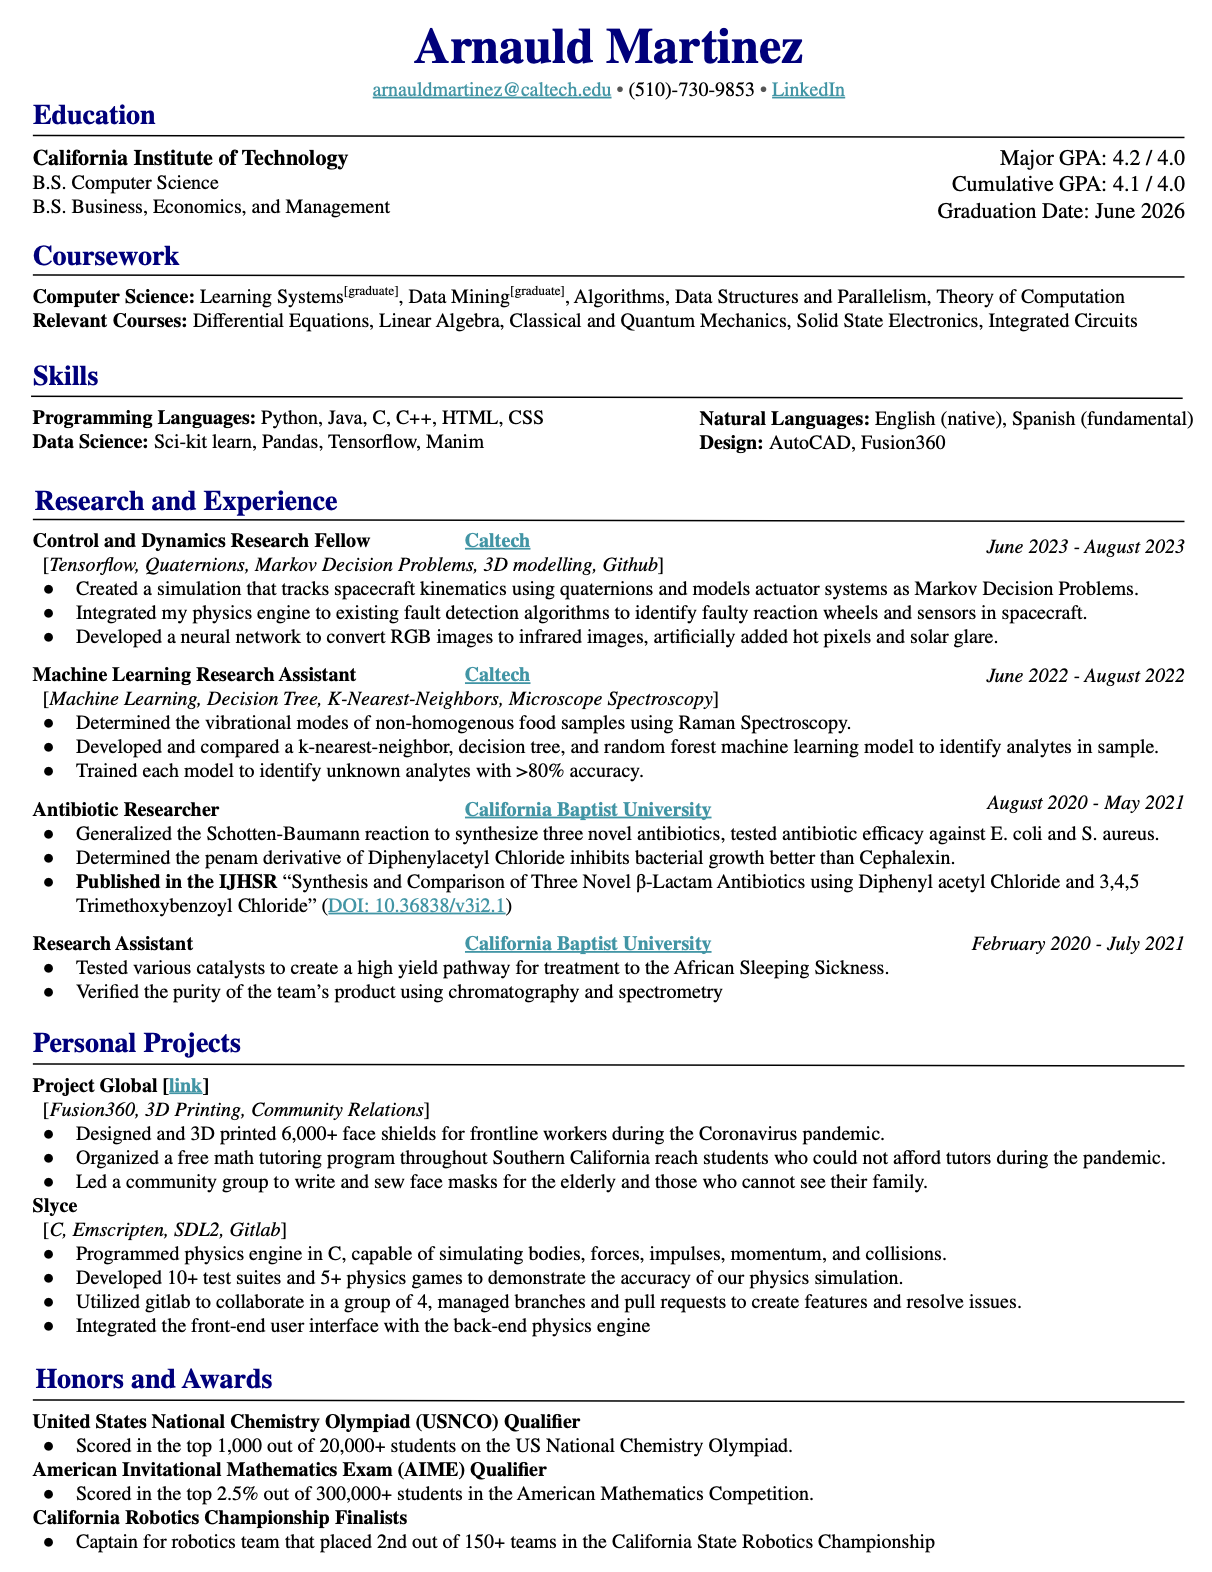 Arnauld Martinez
arnauldmartinez@caltech.edu • (510)-730-9853 • LinkedIn
Education
California Institute of Technology Major GPA: 4.2 / 4.0
B.S. Computer Science Cumulative GPA: 4.1 / 4.0
B.S. Business, Economics, and Management Graduation Date: June 2026
Coursework
Computer Science: Learning Systems[graduate], Data Mining[graduate], Algorithms, Data Structures and Parallelism, Theory of Computation
Relevant Courses: Differential Equations, Linear Algebra, Classical and Quantum Mechanics, Solid State Electronics, Integrated Circuits
Skills
Programming Languages: Python, Java, C, C++, HTML, CSS Natural Languages: English (native), Spanish (fundamental)
Data Science: Sci-kit learn, Pandas, Tensorflow, Manim Design: AutoCAD, Fusion360
Research and Experience
Control and Dynamics Research Fellow Caltech June 2023 - August 2023
[Tensorflow, Quaternions, Markov Decision Problems, 3D modelling, Github]
● Created a simulation that tracks spacecraft kinematics using quaternions and models actuator systems as Markov Decision Problems.
● Integrated my physics engine to existing fault detection algorithms to identify faulty reaction wheels and sensors in spacecraft.
● Developed a neural network to convert RGB images to infrared images, artificially added hot pixels and solar glare.
Machine Learning Research Assistant Caltech June 2022 - August 2022
[Machine Learning, Decision Tree, K-Nearest-Neighbors, Microscope Spectroscopy]
● Determined the vibrational modes of non-homogenous food samples using Raman Spectroscopy.
● Developed and compared a k-nearest-neighbor, decision tree, and random forest machine learning model to identify analytes in sample.
● Trained each model to identify unknown analytes with >80% accuracy.
Antibiotic Researcher California Baptist University August 2020 - May 2021
● Generalized the Schotten-Baumann reaction to synthesize three novel antibiotics, tested antibiotic efficacy against E. coli and S. aureus.
● Determined the penam derivative of Diphenylacetyl Chloride inhibits bacterial growth better than Cephalexin.
● Published in the IJHSR “Synthesis and Comparison of Three Novel β-Lactam Antibiotics using Diphenyl acetyl Chloride and 3,4,5
Trimethoxybenzoyl Chloride” (DOI: 10.36838/v3i2.1)
Research Assistant California Baptist University February 2020 - July 2021
● Tested various catalysts to create a high yield pathway for treatment to the African Sleeping Sickness.
● Verified the purity of the team’s product using chromatography and spectrometry
Personal Projects
Project Global [link]
[Fusion360, 3D Printing, Community Relations]
● Designed and 3D printed 6,000+ face shields for frontline workers during the Coronavirus pandemic.
● Organized a free math tutoring program throughout Southern California reach students who could not afford tutors during the pandemic.
● Led a community group to write and sew face masks for the elderly and those who cannot see their family.
Slyce
[C, Emscripten, SDL2, Gitlab]
● Programmed physics engine in C, capable of simulating bodies, forces, impulses, momentum, and collisions.
● Developed 10+ test suites and 5+ physics games to demonstrate the accuracy of our physics simulation.
● Utilized gitlab to collaborate in a group of 4, managed branches and pull requests to create features and resolve issues.
● Integrated the front-end user interface with the back-end physics engine
Honors and Awards
United States National Chemistry Olympiad (USNCO) Qualifier
● Scored in the top 1,000 out of 20,000+ students on the US National Chemistry Olympiad.
American Invitational Mathematics Exam (AIME) Qualifier
● Scored in the top 2.5% out of 300,000+ students in the American Mathematics Competition.
California Robotics Championship Finalists
● Captain for robotics team that placed 2nd out of 150+ teams in the California State Robotics Championship